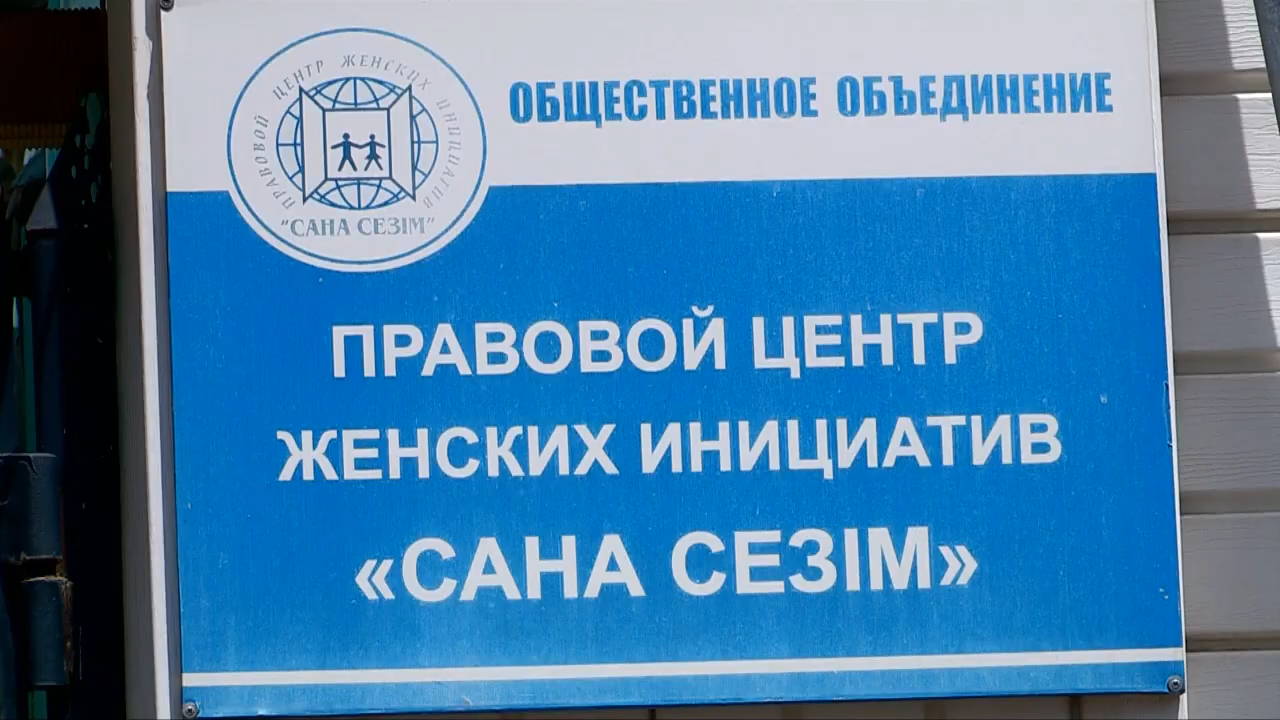 ПРАВОВОЙ ЦЕНТР ЖЕНСКИХ ИНИЦИАТИВ
"САНА СЕЗІМ"
ОБЩЕСТВЕННОЕ ОБЪЕДИНЕНИЕ
ПРАВОВОЙ ЦЕНТР
ЖЕНСКИХ ИНИЦИАТИВ
«САНА СЕЗІМ»